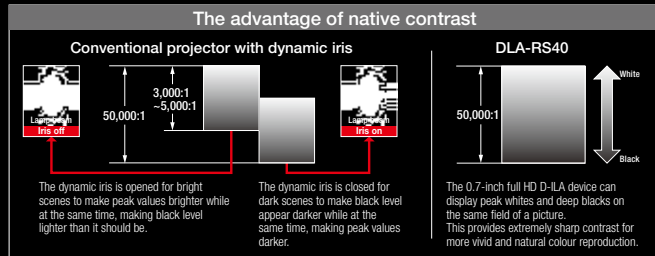 The advantage of native contrast
Conventional projector with dynamic iris
50,000:1
3,000:1
~5,000:1
Lamp beam
Iris off
Lamp beam
Iris on
The dynamic iris is opened for bright
scenes to make peak values brighter while
at the same time, making black level
lighter than it should be.
The dynamic iris is closed for
dark scenes to make black level
appear darker while at the
same time, making peak values
darker.
DLA-RS40
50,000:1
White
Black
The 0.7-inch full HD D-ILA device can
display peak whites and deep blacks on
the same field of a picture.
This provides extremely sharp contrast for
more vivid and natural colour reproduction.